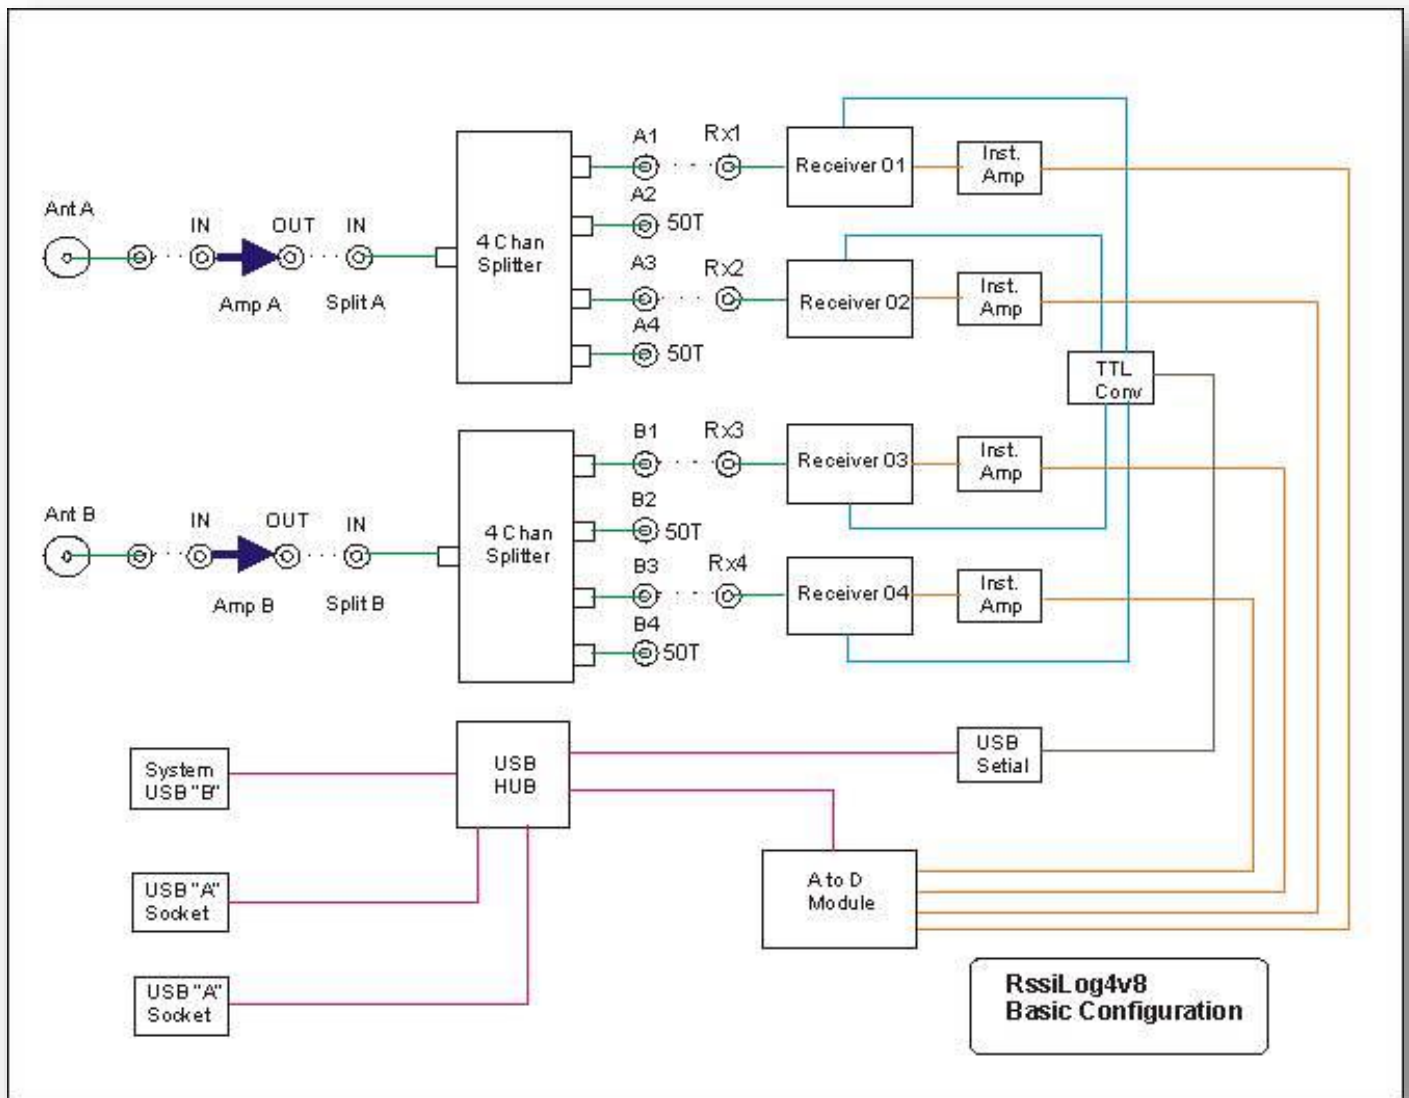 A1
Rx1
Receiver 01
Inst.
Amp
Ant A
IN
OUT
IN
A2
50T
4 Chan
Splitter
A3
Rx2
Receiver 02
Inst.
Amp
Amp A
Split A
A4
50T
TTL
Conv
B1
Rx3
Receiver 03
Inst.
Amp
Ant B
IN
OUT
IN
B2
50T
4 Chan
Splitter
B3
Rx4
Receiver 04
Inst.
Amp
Amp B
Split B
B4
50T
System
USB "B"
USB
HUB
USB
Setial
USB "A"
Socket
A to D
Module
USB "A"
Socket
RssiLog4v8
Basic Configuration